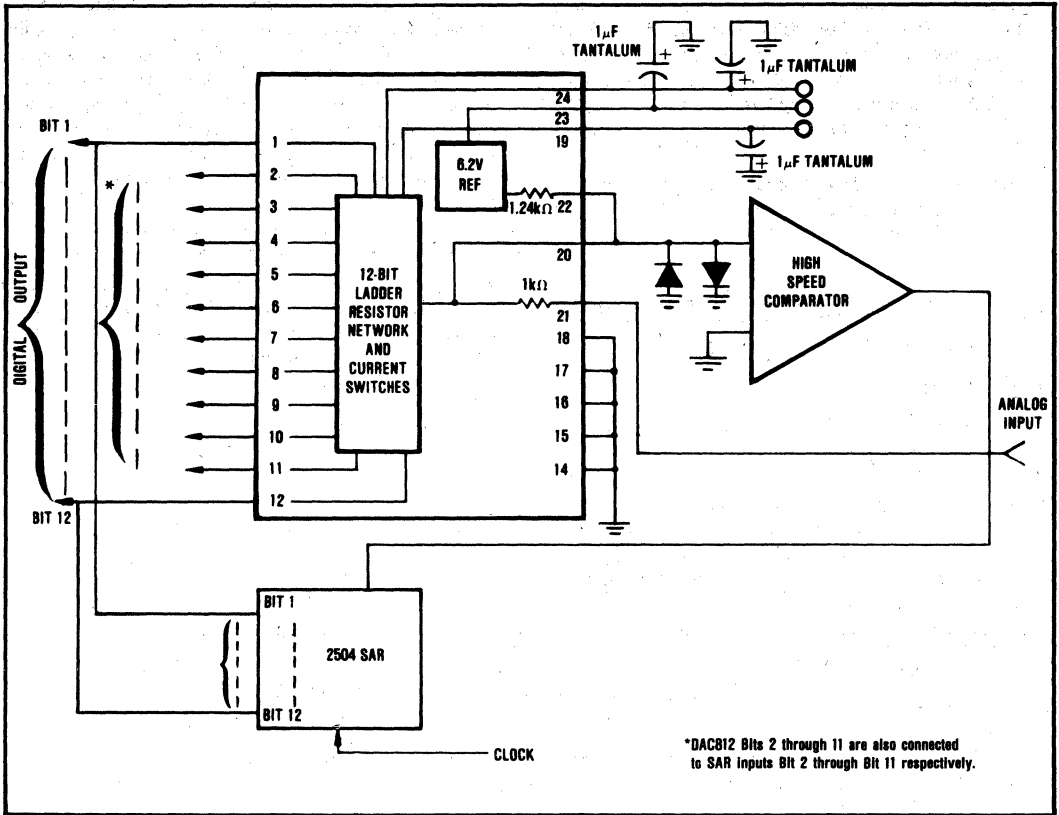 1µF
TANTALUM
+
1µF TANTALUM
+
24
23
19
1µF TANTALUM
+
BIT 1
1
2
3
4
5
6
7
8
9
10
11
12
*
DIGITAL OUTPUT
BIT 12
6.2V
REF
1.24kΩ
22
20
1kΩ
21
18
17
16
15
14
12-BIT
LADDER
RESISTOR
NETWORK
AND
CURRENT
SWITCHES
HIGH
SPEED
COMPARATOR
ANALOG
INPUT
BIT 1
2504 SAR
BIT 12
CLOCK
*DAC812 Bits 2 through 11 are also connected
to SAR inputs Bit 2 through Bit 11 respectively.